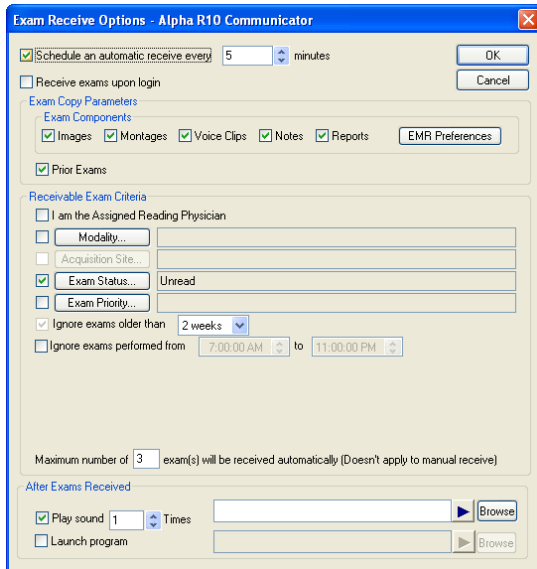 Exam Receive Options - Alpha R10 Communicator
Schedule an automatic receive every 5 minutes
OK
Receive exams upon login
Cancel
Exam Copy Parameters
Exam Components
Images Montages Voice Clips Notes Reports EMR Preferences
Prior Exams
Receivable Exam Criteria
I am the Assigned Reading Physician
Modality...
Acquisition Site...
Exam Status... Unread
Exam Priority...
Ignore exams older than 2 weeks
Ignore exams performed from 7:00:00 AM to 11:00:00 PM
Maximum number of 3 exam(s) will be received automatically (Doesn't apply to manual receive)
After Exams Received
Play sound 1 Times Browse
Launch program Browse